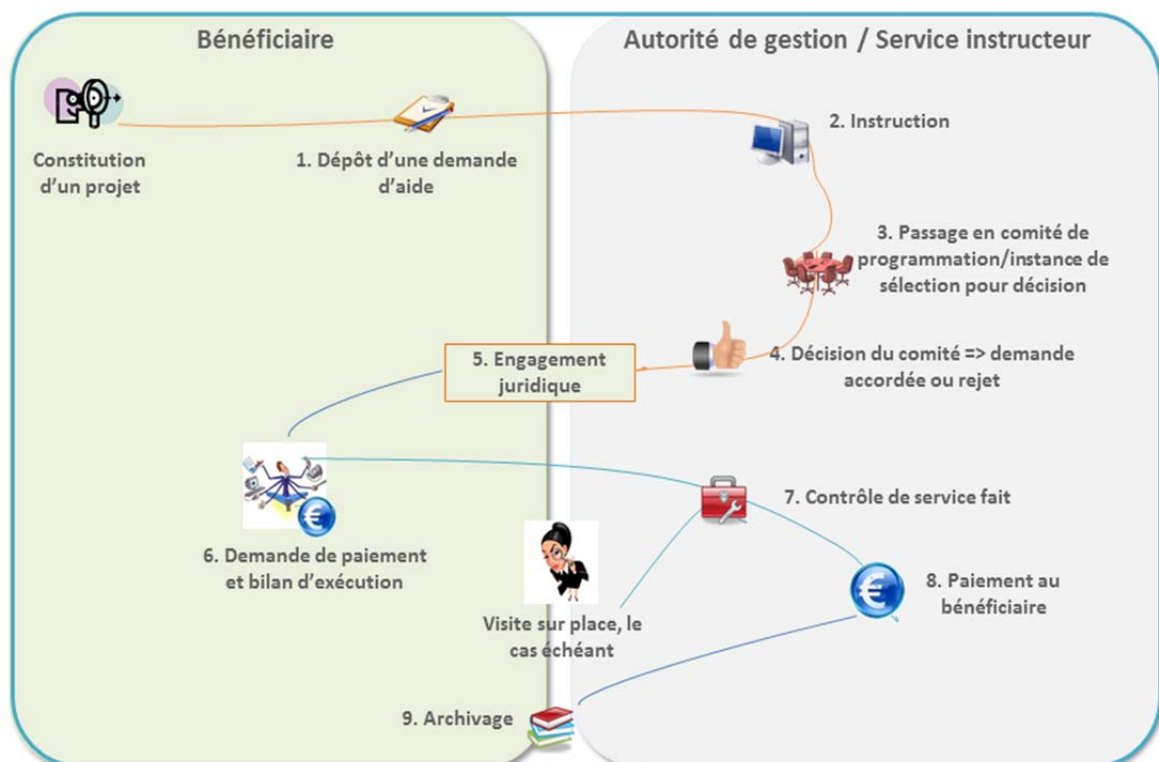 Bénéficiaire
Autorité de gestion / Service instructeur
Constitution
d'un projet
1. Dépôt d'une demande
d'aide
2. Instruction
3. Passage en comité de
programmation/instance de
sélection pour décision
4. Décision du comité => demande
accordée ou rejet
5. Engagement
juridique
6. Demande de paiement
et bilan d'exécution
7. Contrôle de service fait
Visite sur place, le
cas échéant
8. Paiement au
bénéficiaire
9. Archivage